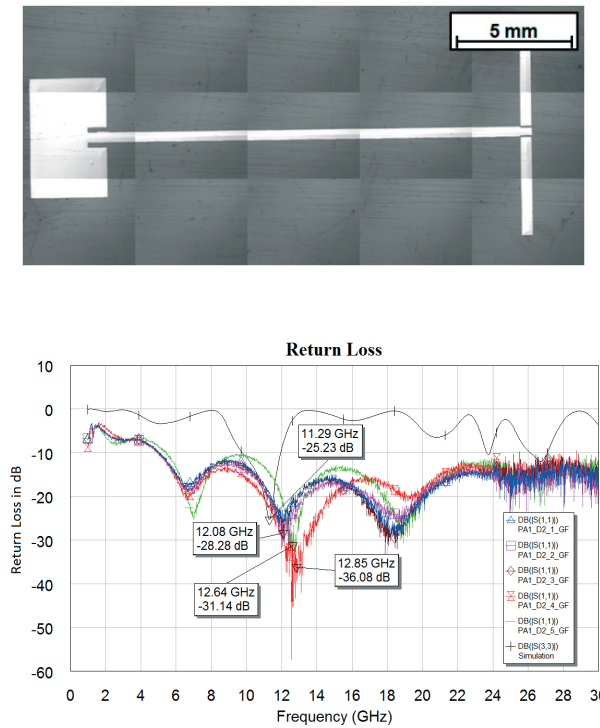 5 mm
Return Loss
Return Loss in dB
10
0
-10
-20
-30
-40
-50
-60
11.29 GHz
-25.23 dB
12.08 GHz
-28.28 dB
12.64 GHz
-31.14 dB
12.85 GHz
-36.08 dB
DB(|S(1,1)|)
PA1_D2_1_GF
DB(|S(1,1)|)
PA1_D2_2_GF
DB(|S(1,1)|)
PA1_D2_3_GF
DB(|S(1,1)|)
PA1_D2_4_GF
DB(|S(1,1)|)
PA1_D2_5_GF
DB(|S(3,3)|)
Simulation
0 2 4 6 8 10 12 14 16 18 20 22 24 26 28 30
Frequency (GHz)